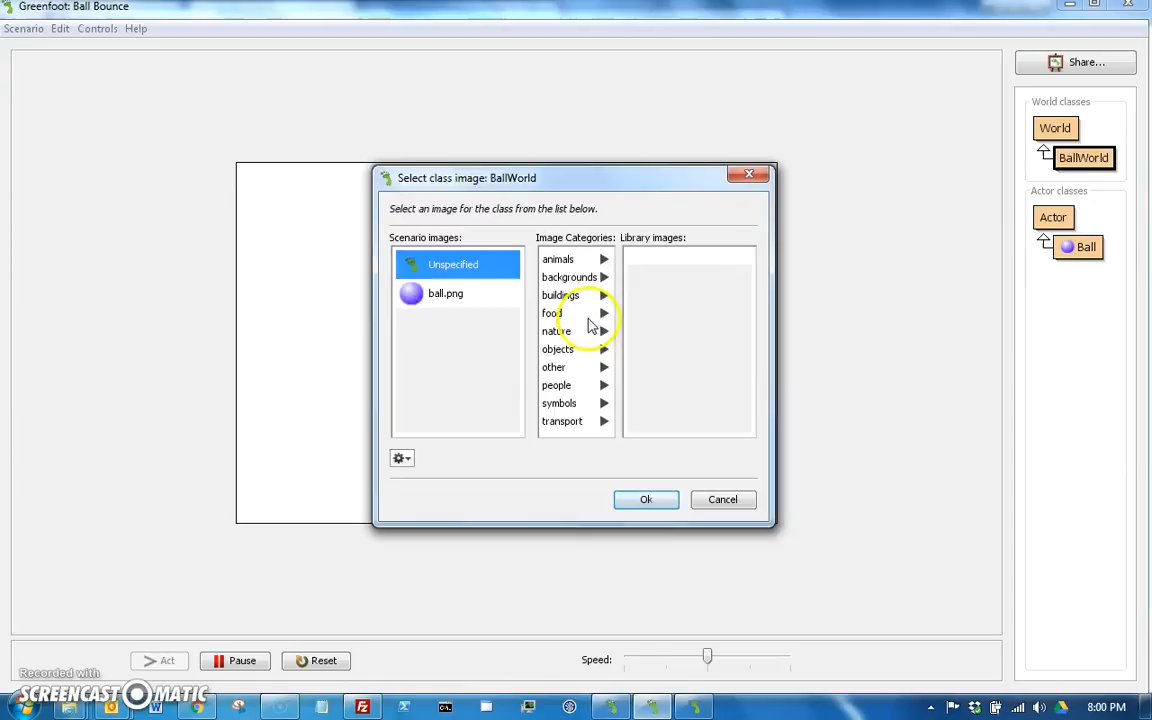 Greenfoot: Ball Bounce
Scenario Edit Controls Help
Share...
World classes
World
BallWorld
Actor classes
Actor
Ball
Select class image: BallWorld
Select an image for the class from the list below.
Scenario images: Image Categories: Library images:
Unspecified
ball.png
animals
backgrounds
buildings
food
nature
objects
other
people
symbols
transport
Ok Cancel
Act Pause Reset Speed:
Recorded with
SCREENCAST-O-MATIC
8:00 PM